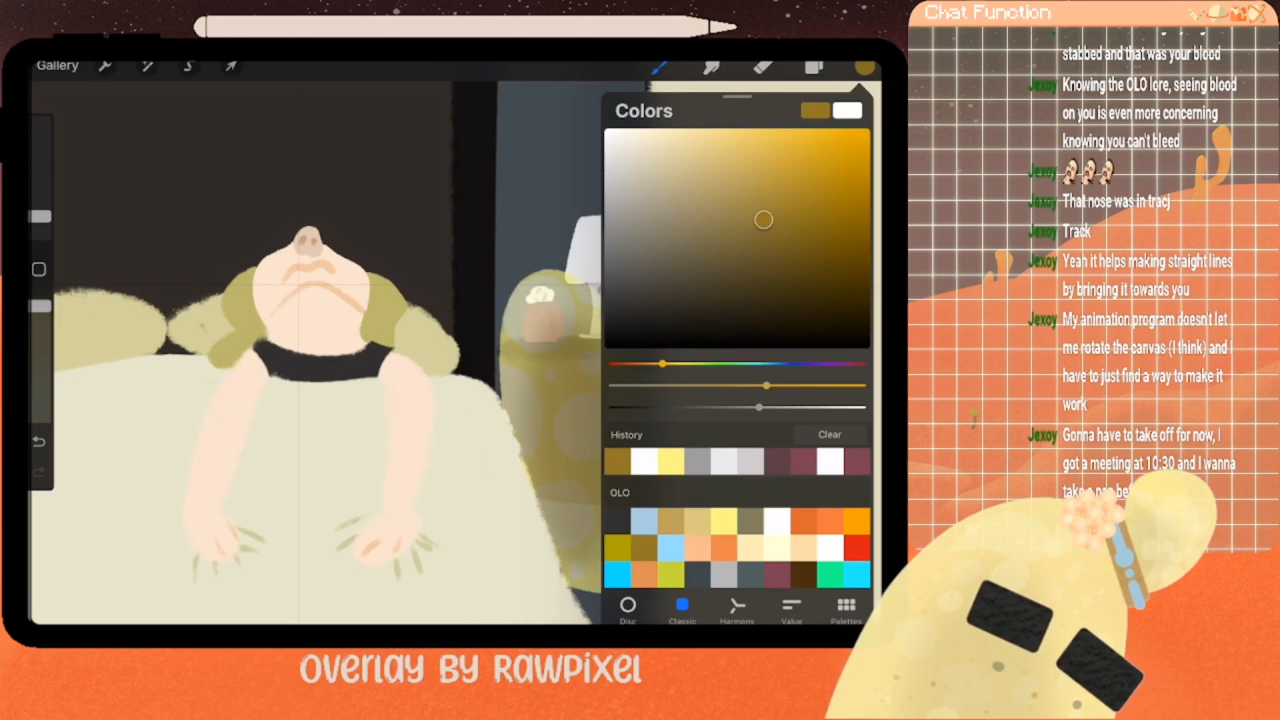 Chat Function
Gallery
Colors
History
Clear
OLO
Disc
Classic
Harmony
Value
Palettes
stabbed and that was your blood
Jexoy Knowing the OLO lore, seeing blood
on you is even more concerning
knowing you can't bleed
Jexoy
Jexoy That nose was in tracj
Jexoy Track
Jexoy Yeah it helps making straight lines
by bringing it towards you
Jexoy My animation program doesn't let
me rotate the canvas (I think) and I
have to just find a way to make it
work
Jexoy Gonna have to take off for now, I
got a meeting at 10:30 and I wanna
take a nap
OVERLAY BY RAWPIXEL